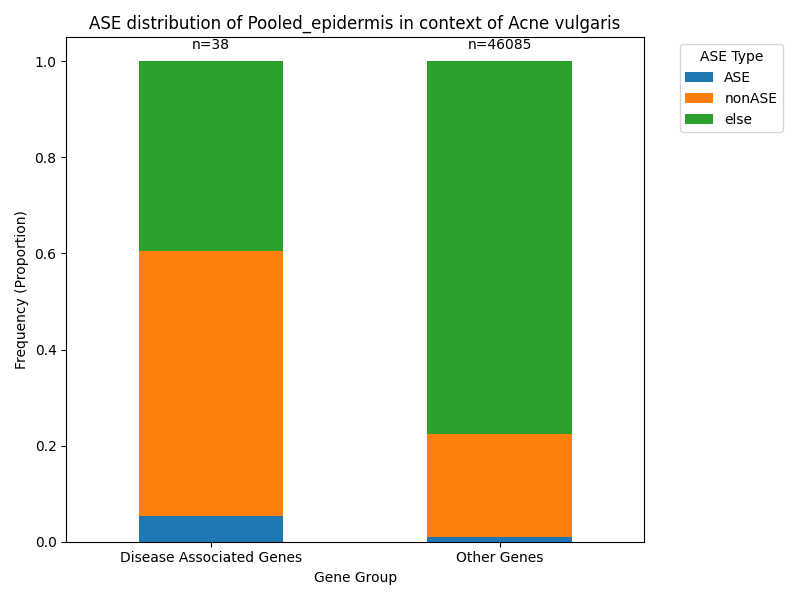 ASE distribution of Pooled_epidermis in context of Acne vulgaris
n=38
n=46085
ASE Type
ASE
nonASE
else
1.0
0.8
0.6
0.4
0.2
0.0
Frequency (Proportion)
Disease Associated Genes
Other Genes
Gene Group